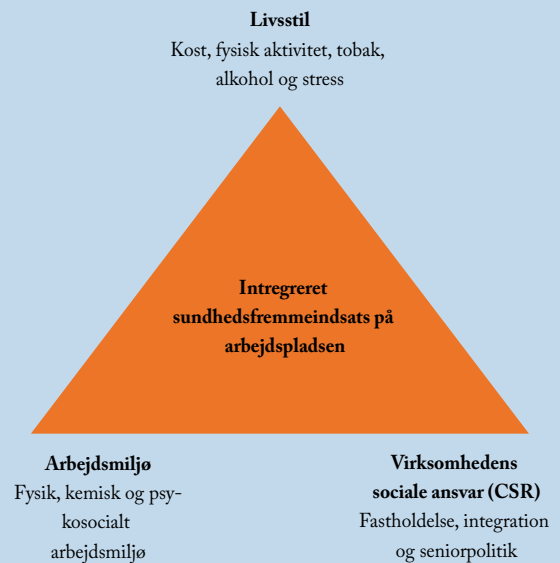 Livsstil
Kost, fysisk aktivitet, tobak,
alkohol og stress
Intregreret
sundhedsfremmeindsats på
arbejdspladsen
Arbejdsmiljø
Fysik, kemisk og psy-
kosocialt
arbejdsmiljø
Virksomhedens
sociale ansvar (CSR)
Fastholdelse, integration
og seniorpolitik